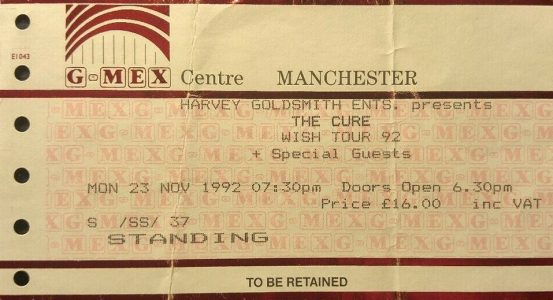 E1043
G-MEX Centre MANCHESTER
HARVEY GOLDSMITH ENTS. presents
THE CURE
WISH TOUR 92
+ Special Guests
MON 23 NOV 1992 07:30pm Doors Open 6.30pm
Price £16.00 inc VAT
S /SS/ 37
STANDING
TO BE RETAINED